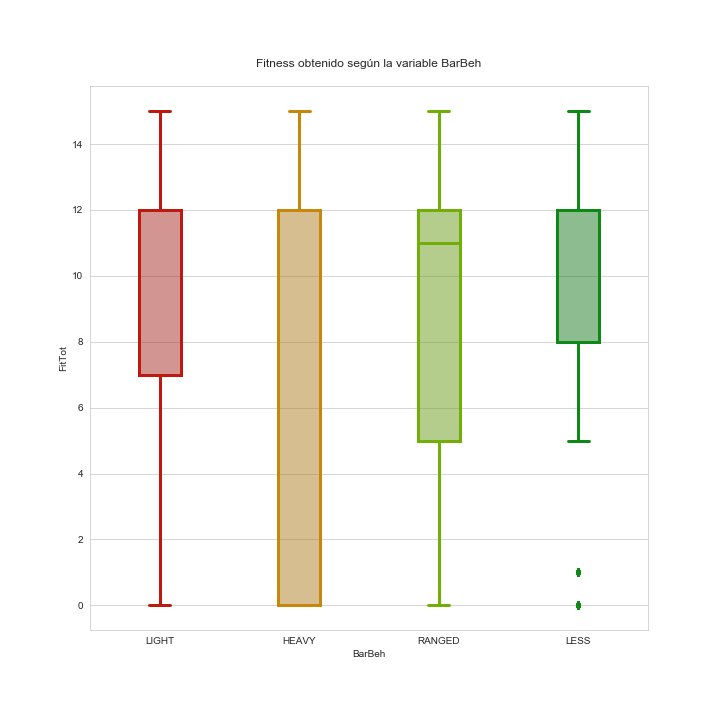 Fitness obtenido según la variable BarBeh
14
12
10
8
6
4
2
0
FitTot
LIGHT HEAVY RANGED LESS
BarBeh